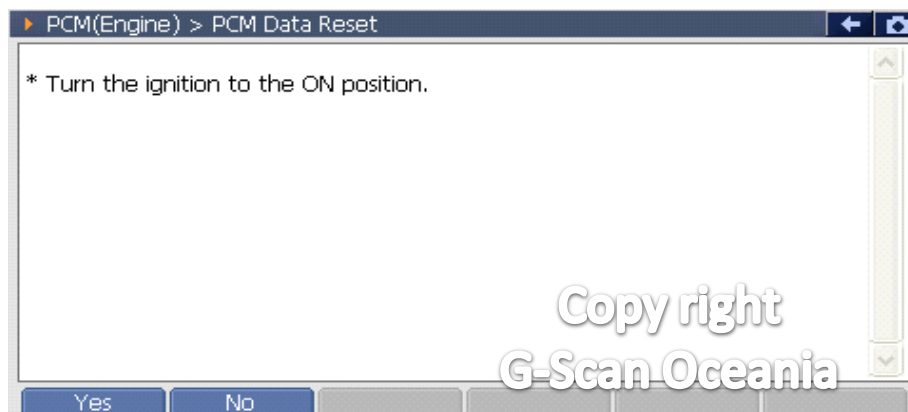 PCM(Engine) > PCM Data Reset
* Turn the ignition to the ON position.
Copy right
G-Scan Oceania
Yes No